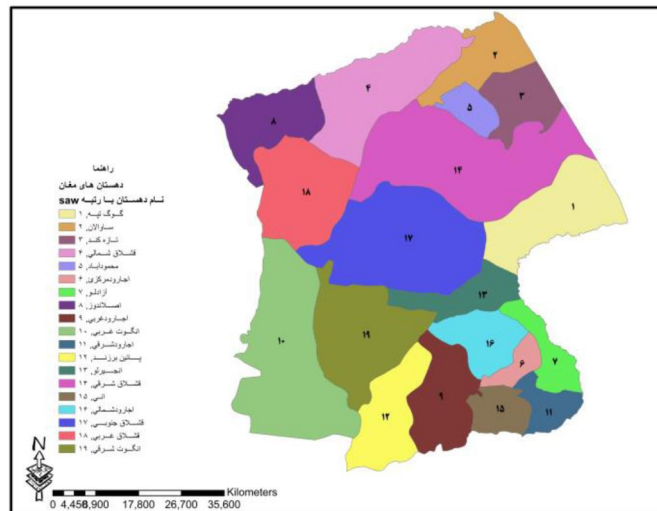 ۲
۴
۳
۵
۸
۱۴
۱۸
۱
۱۷
۱۳
۱۰
۱۹
۱۶
۶
۷
۱۲
۹
۱۵
۱۱
راهنما
دهستان های مغان
نام دهستان با رتبه saw
گوگ تپه, ۱
ساوالان, ۲
تازه کند, ۳
قشلاق شمالی, ۴
محمودآباد, ۵
اجارودمرکزی, ۶
آزادلو, ۷
اصلاندوز, ۸
اجارودغربی, ۹
انگوت غربی, ۱۰
اجارودشرقی, ۱۱
پائین برزند, ۱۲
انجیرلو, ۱۳
قشلاق شرقی, ۱۴
انی, ۱۵
اجارودشمالی, ۱۶
قشلاق جنوبی, ۱۷
قشلاق غربی, ۱۸
انگوت شرقی, ۱۹
N
Kilometers
0 4,4508,900 17,800 26,700 35,600